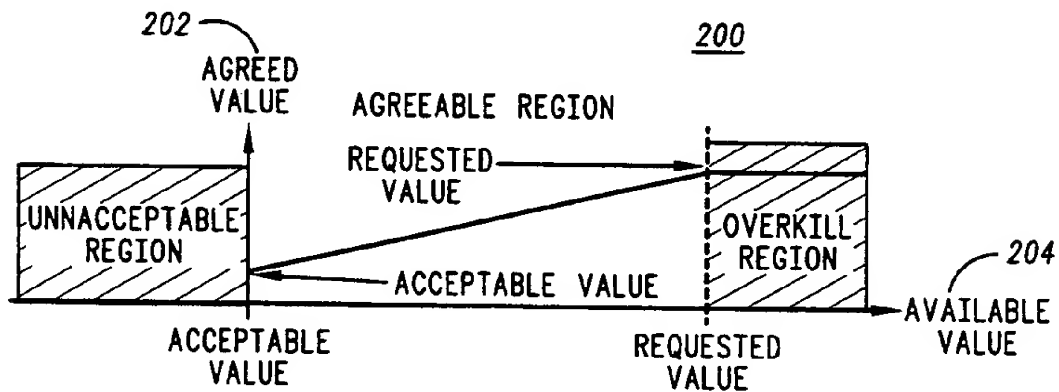 202
200
AGREED
VALUE
AGREEABLE REGION
REQUESTED
VALUE
UNNACCEPTABLE
REGION
OVERKILL
REGION
204
ACCEPTABLE VALUE
AVAILABLE
VALUE
ACCEPTABLE
VALUE
REQUESTED
VALUE